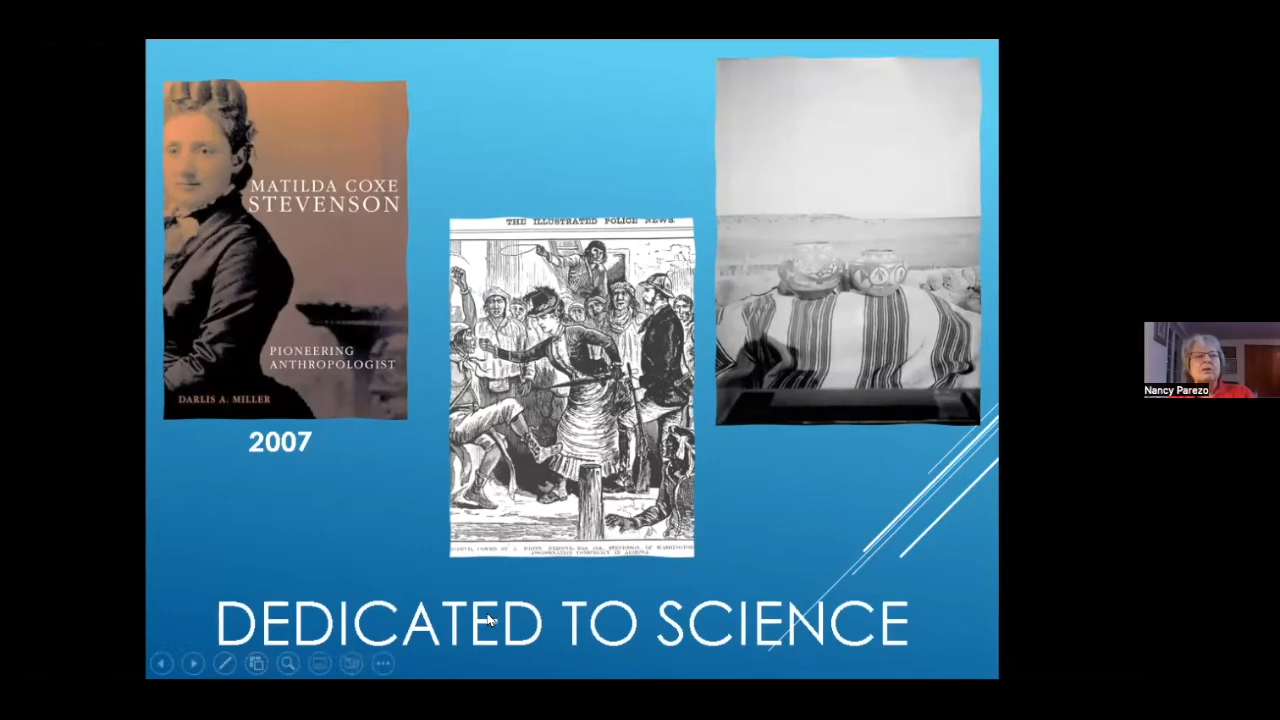 MATILDA COXE
STEVENSON
PIONEERING
ANTHROPOLOGIST
DARLIS A. MILLER
2007
THE ILLUSTRATED POLICE NEWS.
DEDICATED TO SCIENCE
Nancy Parezo